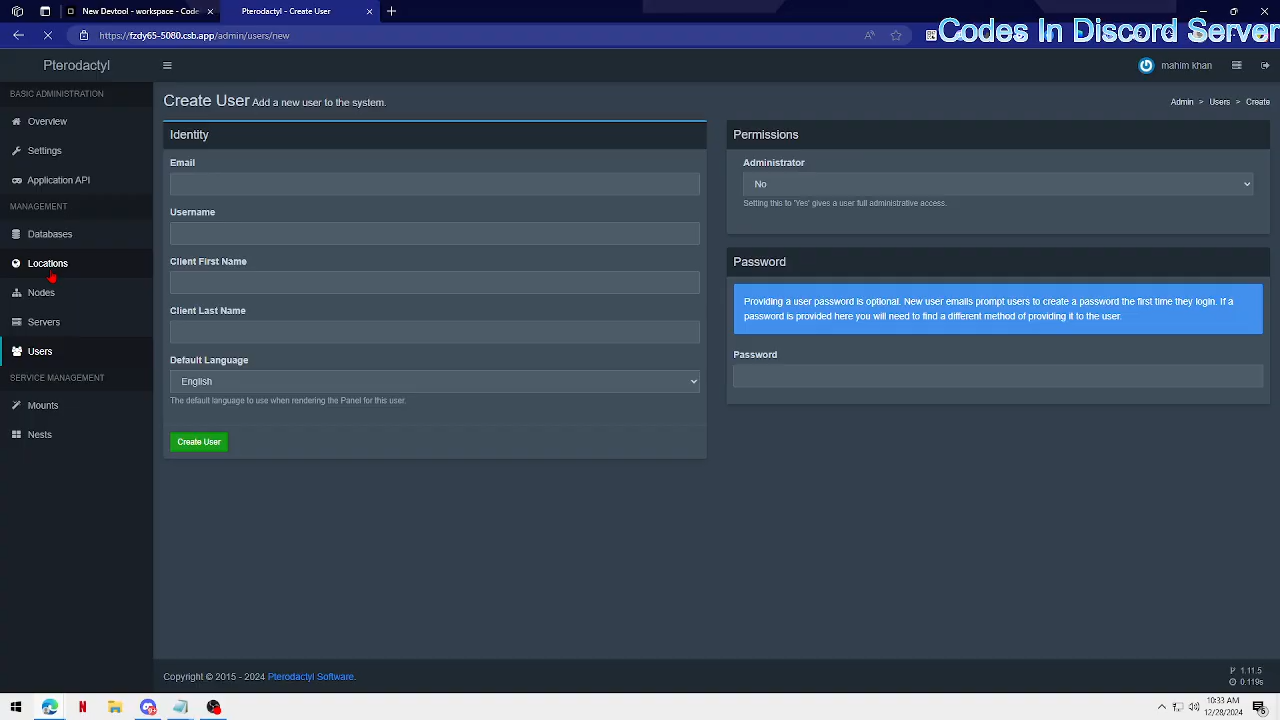 New Devtool - workspace - Code
Pterodactyl - Create User
https://fzdy65-5080.csb.app/admin/users/new
Codes In Discord Server
Pterodactyl
mahim khan
BASIC ADMINISTRATION
Overview
Settings
Application API
MANAGEMENT
Databases
Locations
Nodes
Servers
Users
SERVICE MANAGEMENT
Mounts
Nests
Create User Add a new user to the system.
Admin > Users > Create
Identity
Email
Username
Client First Name
Client Last Name
Default Language
English
The default language to use when rendering the Panel for this user.
Create User
Permissions
Administrator
No
Setting this to 'Yes' gives a user full administrative access.
Password
Providing a user password is optional. New user emails prompt users to create a password the first time they login. If a
password is provided here you will need to find a different method of providing it to the user.
Password
Copyright © 2015 - 2024 Pterodactyl Software.
1.11.5
0.119s
10:33 AM
12/28/2024